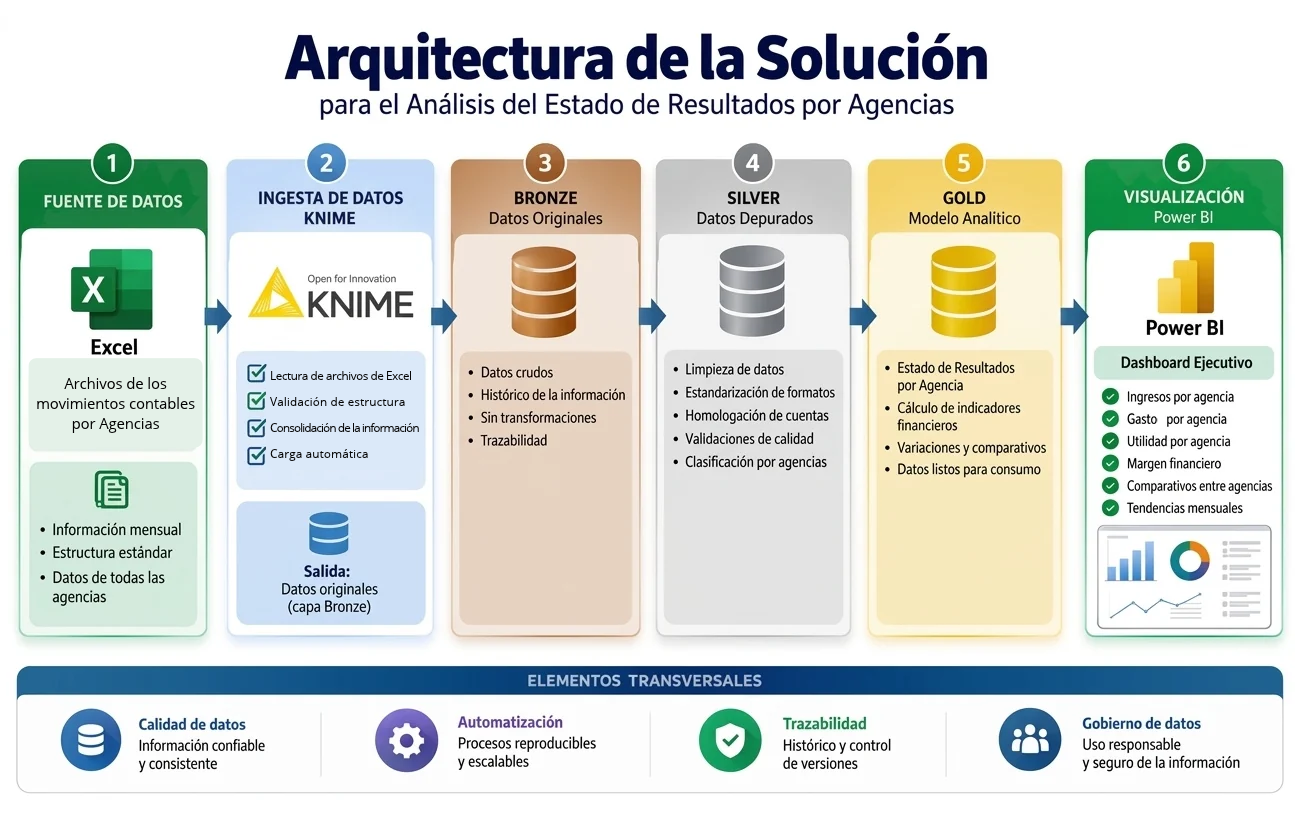 Arquitectura de la Solución
para el Análisis del Estado de Resultados por Agencias
1
FUENTE DE DATOS
X
Excel
Archivos de los
movimientos contables
por Agencias
• Información mensual
• Estructura estándar
• Datos de todas las
agencias
2
INGESTA DE DATOS
KNIME
Open for Innovation
KNIME
Lectura de archivos de Excel
Validación de estructura
Consolidación de la información
Carga automática
Salida:
Datos originales
(capa Bronze)
3
BRONZE
Datos Originales
• Datos crudos
• Histórico de la información
• Sin transformaciones
• Trazabilidad
4
SILVER
Datos Depurados
• Limpieza de datos
• Estandarización de formatos
• Homologación de cuentas
• Validaciones de calidad
• Clasificación por agencias
5
GOLD
Modelo Analítico
• Estado de Resultados
por Agencia
• Cálculo de indicadores
financieros
• Variaciones y comparativos
• Datos listos para consumo
6
VISUALIZACIÓN
Power BI
Power BI
Dashboard Ejecutivo
Ingresos por agencia
Gasto por agencia
Utilidad por agencia
Margen financiero
Comparativos entre agencias
Tendencias mensuales
ELEMENTOS TRANSVERSALES
Calidad de datos
Información confiable
y consistente
Automatización
Procesos reproducibles
y escalables
Trazabilidad
Histórico y control
de versiones
Gobierno de datos
Uso responsable
y seguro de la información